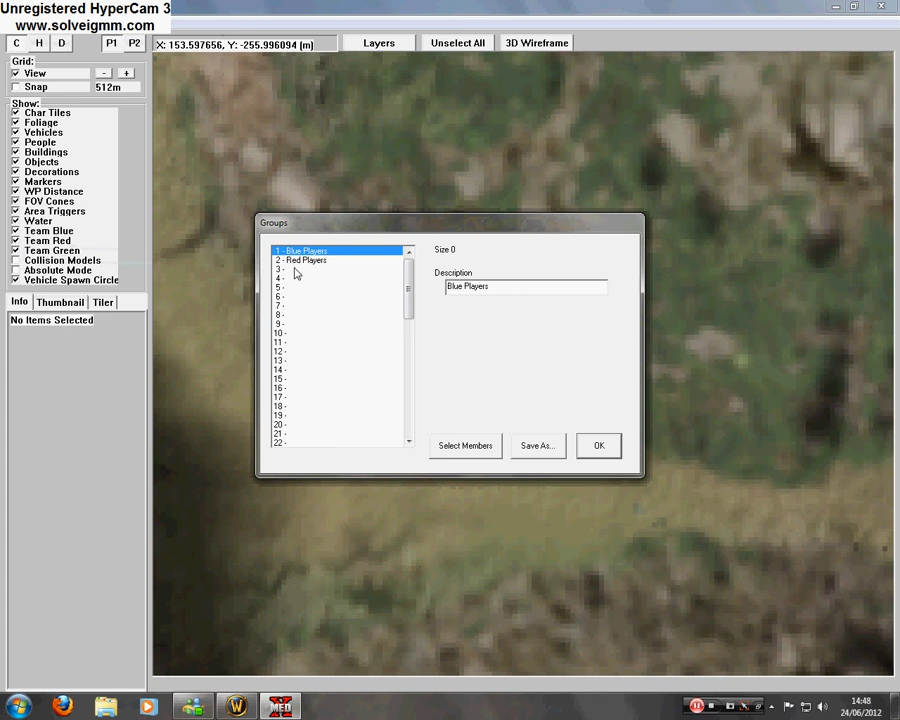 Unregistered HyperCam 3
www.solveigmm.com
C H D P1 P2
X: 153.597656, Y: -255.996094 (m)
Layers
Unselect All
3D Wireframe
Grid:
View - +
Snap 512m
Show:
Char Tiles
Foliage
Vehicles
People
Buildings
Objects
Decorations
Markers
WP Distance
FOV Cones
Area Triggers
Water
Team Blue
Team Red
Team Green
Collision Models
Absolute Mode
Vehicle Spawn Circle
Info Thumbnail Tiler
No Items Selected
Groups
1 - Blue Players
2 - Red Players
3 -
4 -
5 -
6 -
7 -
8 -
9 -
10 -
11 -
12 -
13 -
14 -
15 -
16 -
17 -
18 -
19 -
20 -
21 -
22 -
Size 0
Description
Blue Players
Select Members
Save As...
OK
W
MED
14:48
24/06/2012